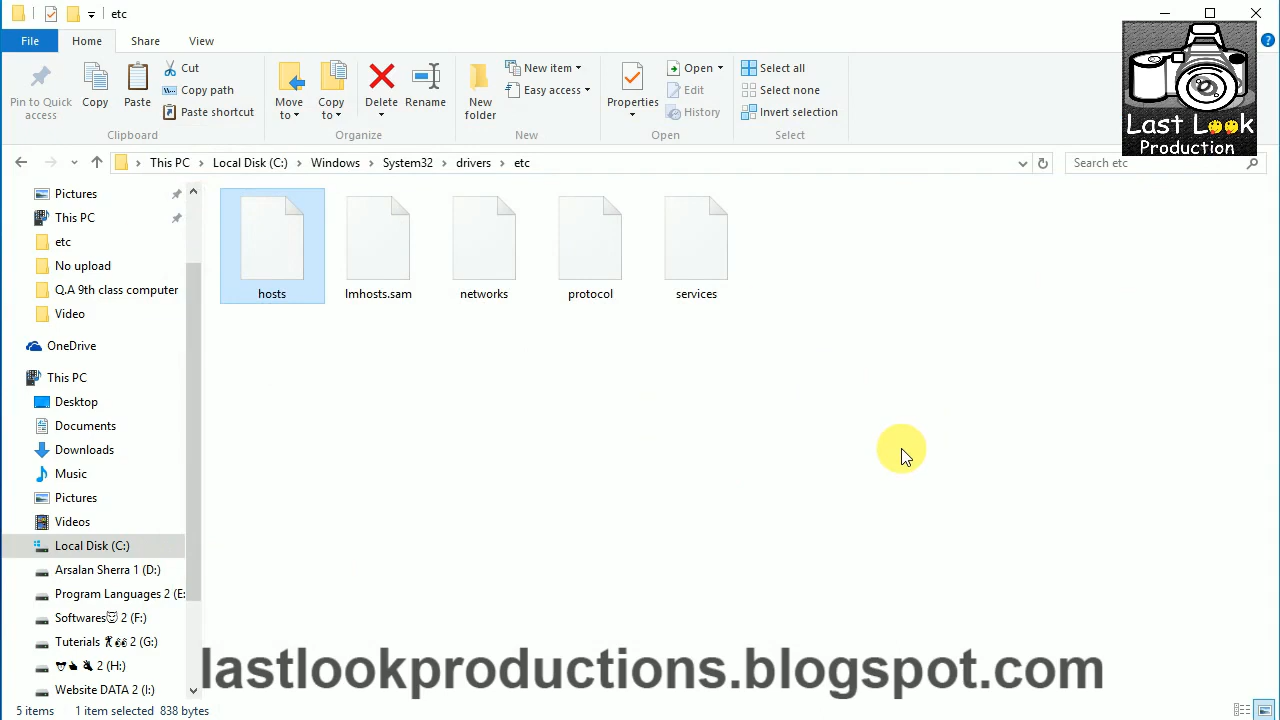 etc
File Home Share View
Pin to Quick access
Copy
Paste
Cut
Copy path
Paste shortcut
Clipboard
Move to
Copy to
Delete
Rename
Organize
New folder
New item
Easy access
New
Properties
Open
Edit
History
Open
Select all
Select none
Invert selection
Select
Last Look
Production
This PC > Local Disk (C:) > Windows > System32 > drivers > etc
Search etc
Pictures
This PC
etc
No upload
Q.A 9th class computer
Video
OneDrive
This PC
Desktop
Documents
Downloads
Music
Pictures
Videos
Local Disk (C:)
Arsalan Sherra 1 (D:)
Program Languages 2 (E:
Softwares 2 (F:)
Tuterials 2 (G:)
2 (H:)
Website DATA 2 (I:)
hosts
lmhosts.sam
networks
protocol
services
lastlookproductions.blogspot.com
5 items 1 item selected 838 bytes